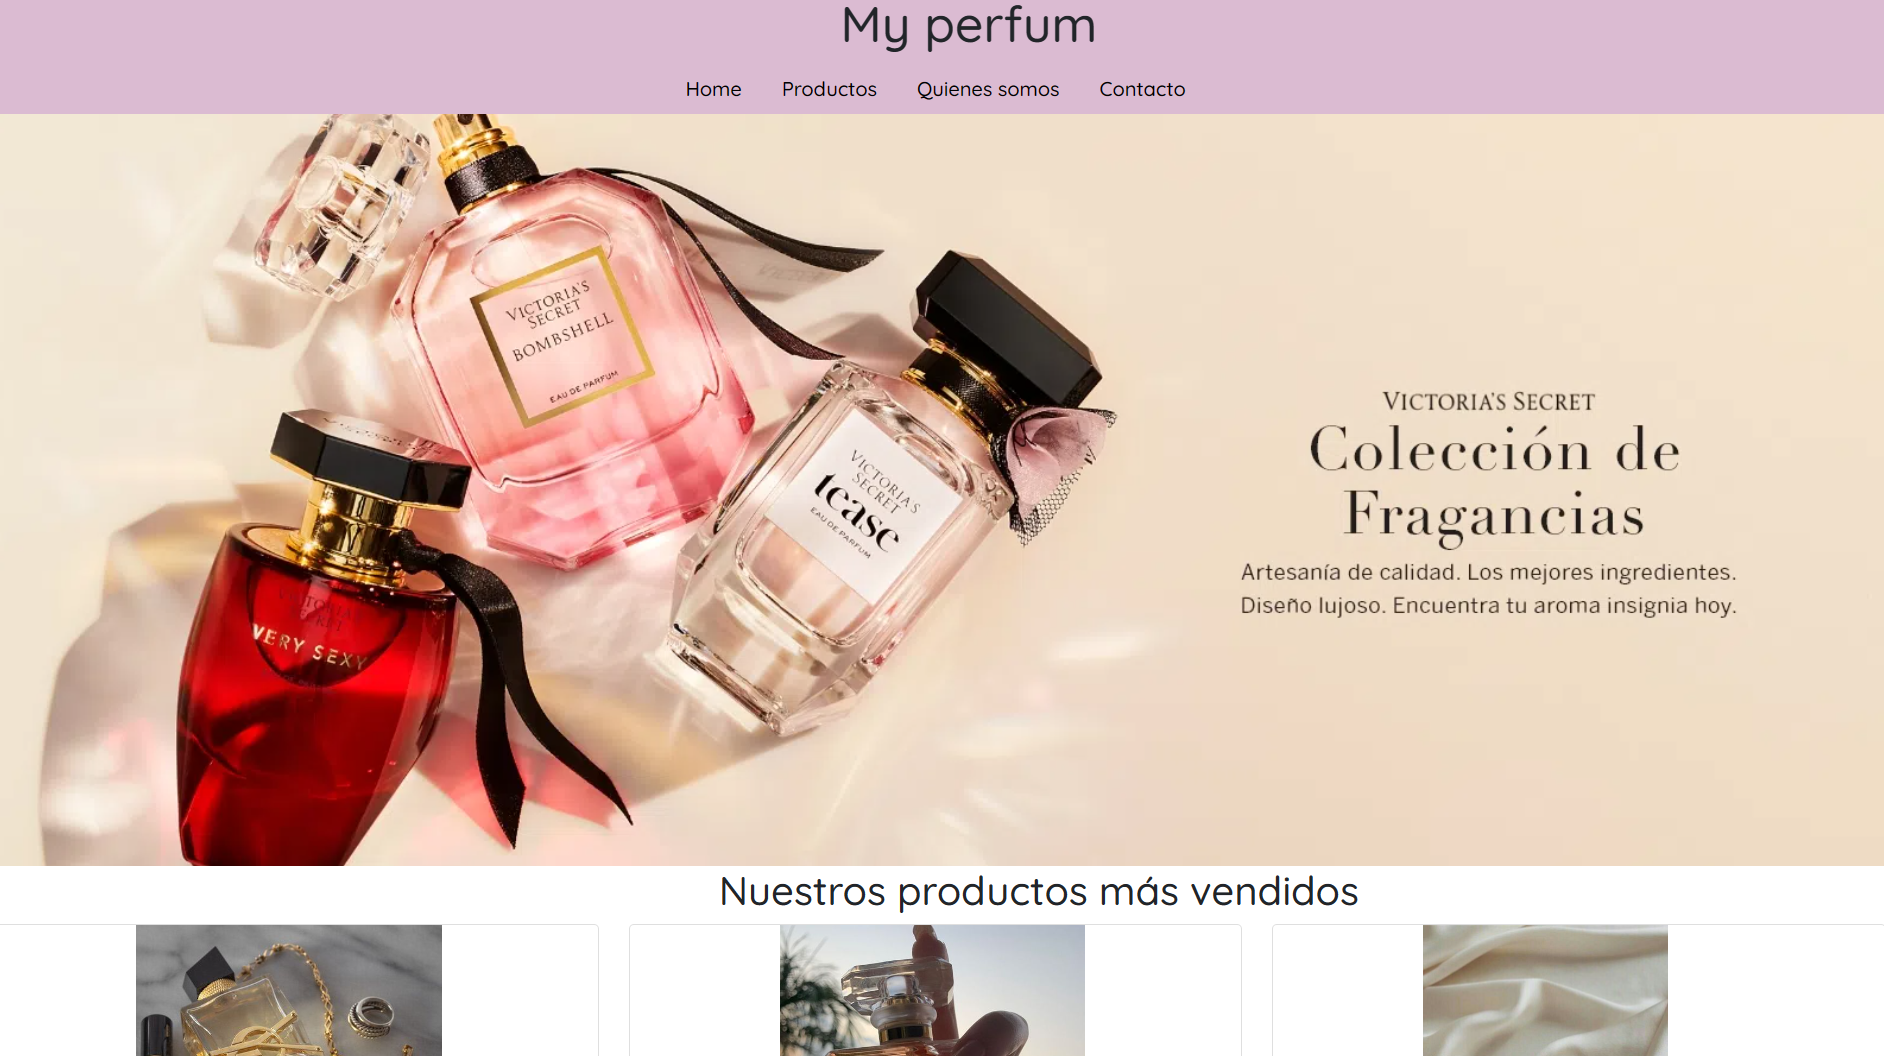 My perfum
Home Productos Quienes somos Contacto
VICTORIA'S
SECRET
BOMBSHELL
EAU DE PARFUM
VICTORIA'S
SECRET
tease
EAU DE PARFUM
VICTORIA'S
SECRET
VERY SEXY
VICTORIA'S SECRET
Colección de
Fragancias
Artesanía de calidad. Los mejores ingredientes.
Diseño lujoso. Encuentra tu aroma insignia hoy.
Nuestros productos más vendidos